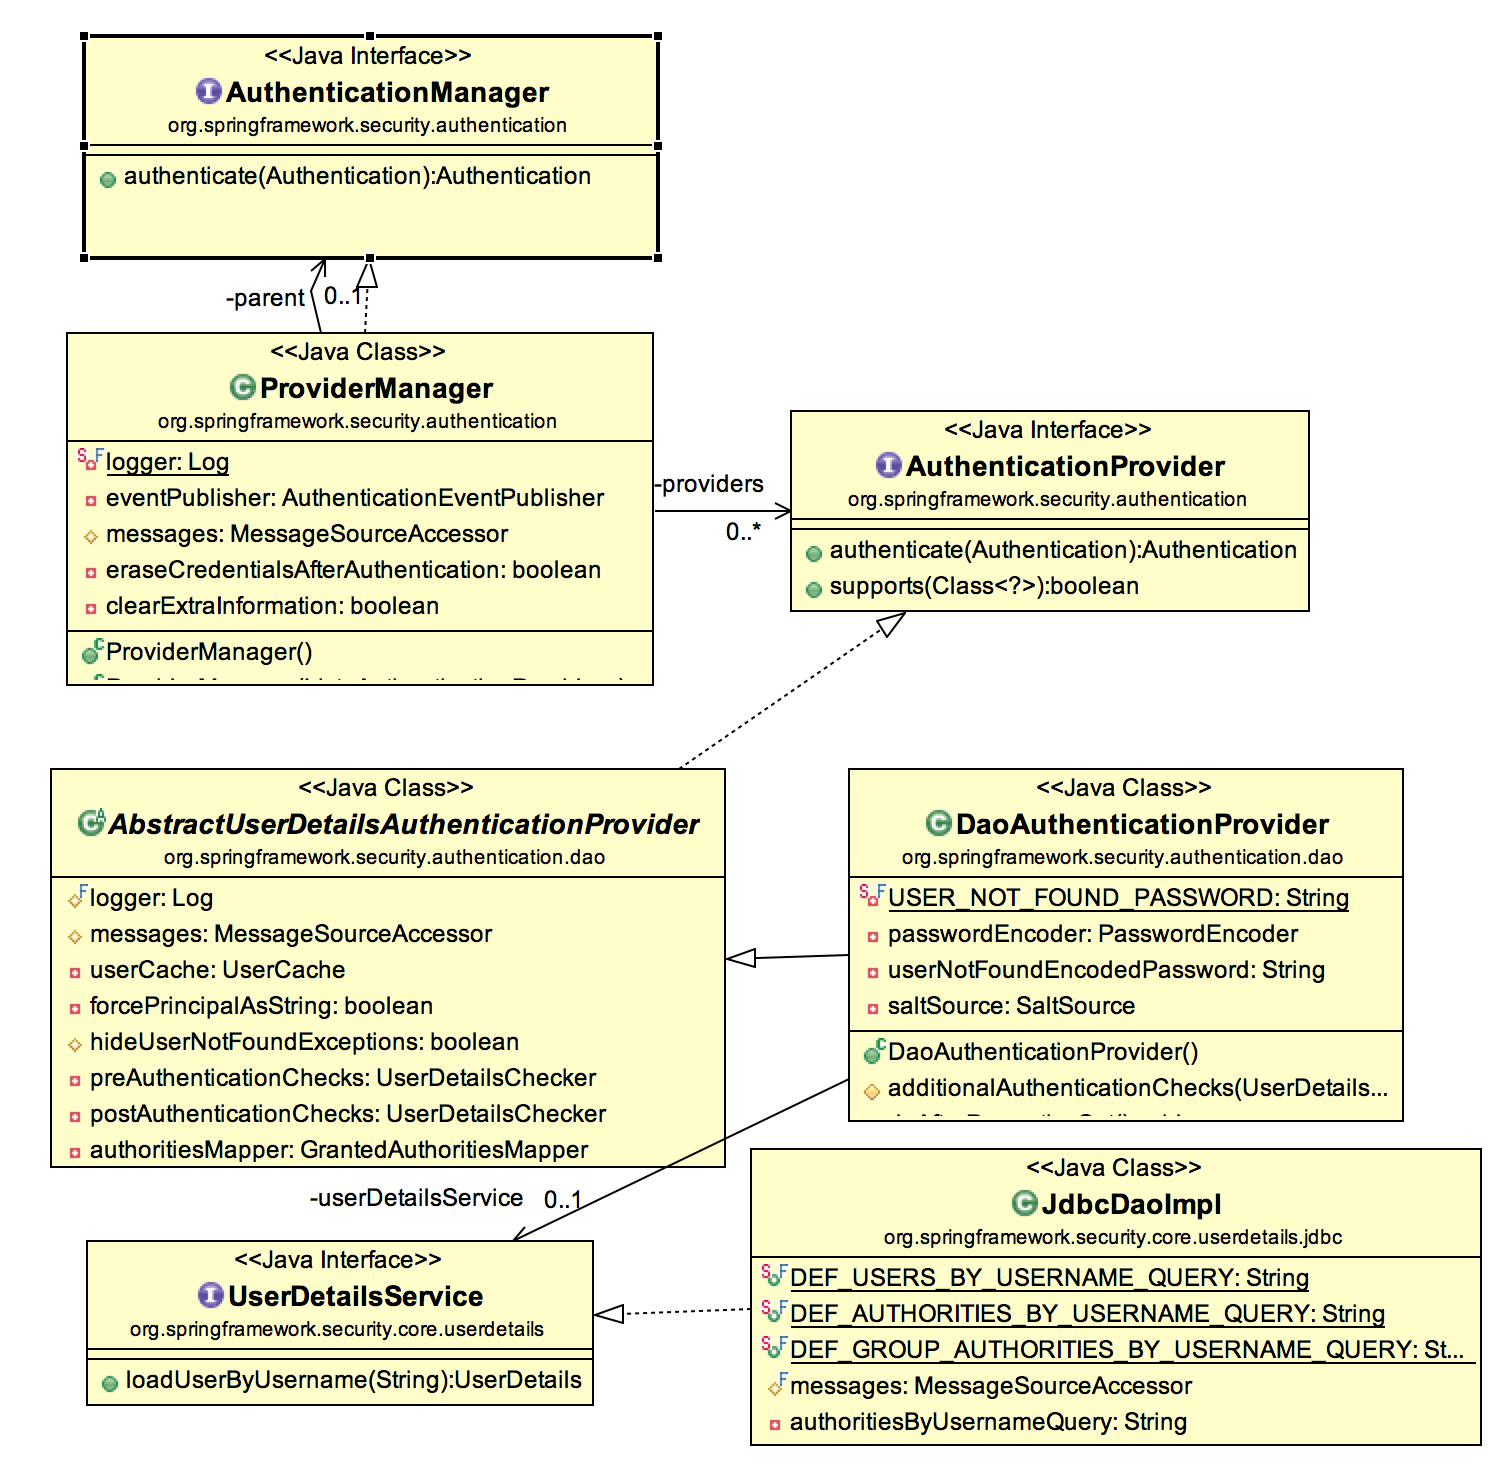 <<Java Interface>>
AuthenticationManager
org.springframework.security.authentication
authenticate(Authentication):Authentication
-parent
0..1
<<Java Class>>
ProviderManager
org.springframework.security.authentication
logger: Log
eventPublisher: AuthenticationEventPublisher
messages: MessageSourceAccessor
eraseCredentialsAfterAuthentication: boolean
clearExtraInformation: boolean
ProviderManager()
-providers
0..*
<<Java Interface>>
AuthenticationProvider
org.springframework.security.authentication
authenticate(Authentication):Authentication
supports(Class<?>):boolean
<<Java Class>>
AbstractUserDetailsAuthenticationProvider
org.springframework.security.authentication.dao
logger: Log
messages: MessageSourceAccessor
userCache: UserCache
forcePrincipalAsString: boolean
hideUserNotFoundExceptions: boolean
preAuthenticationChecks: UserDetailsChecker
postAuthenticationChecks: UserDetailsChecker
authoritiesMapper: GrantedAuthoritiesMapper
<<Java Class>>
DaoAuthenticationProvider
org.springframework.security.authentication.dao
USER_NOT_FOUND_PASSWORD: String
passwordEncoder: PasswordEncoder
userNotFoundEncodedPassword: String
saltSource: SaltSource
DaoAuthenticationProvider()
additionalAuthenticationChecks(UserDetails...
-userDetailsService
0..1
<<Java Interface>>
UserDetailsService
org.springframework.security.core.userdetails
loadUserByUsername(String):UserDetails
<<Java Class>>
JdbcDaoImpl
org.springframework.security.core.userdetails.jdbc
DEF_USERS_BY_USERNAME_QUERY: String
DEF_AUTHORITIES_BY_USERNAME_QUERY: String
DEF_GROUP_AUTHORITIES_BY_USERNAME_QUERY: St...
messages: MessageSourceAccessor
authoritiesByUsernameQuery: String